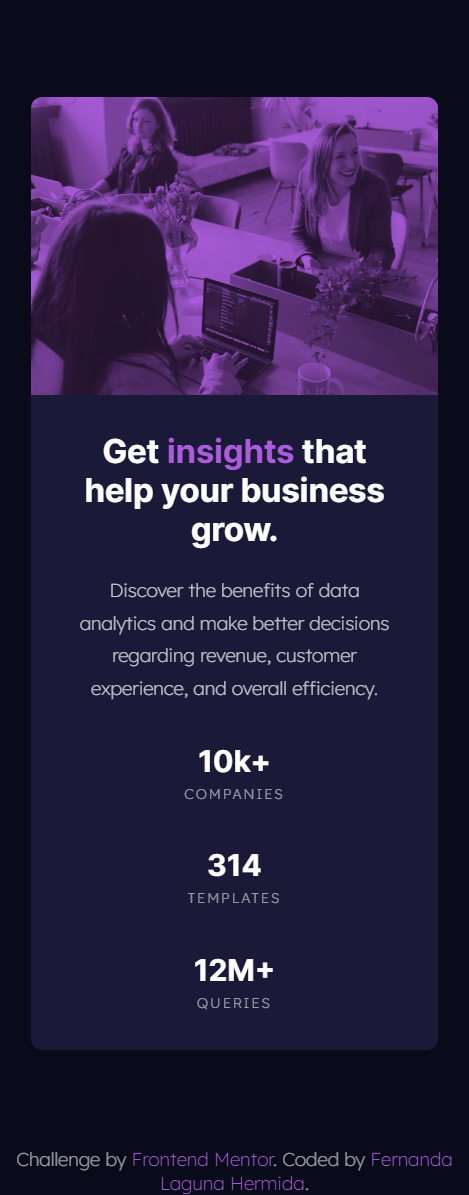 Get insights that
help your business
grow.
Discover the benefits of data
analytics and make better decisions
regarding revenue, customer
experience, and overall efficiency.
10k+
COMPANIES
314
TEMPLATES
12M+
QUERIES
Challenge by Frontend Mentor. Coded by Fernanda
Laguna Hermida.